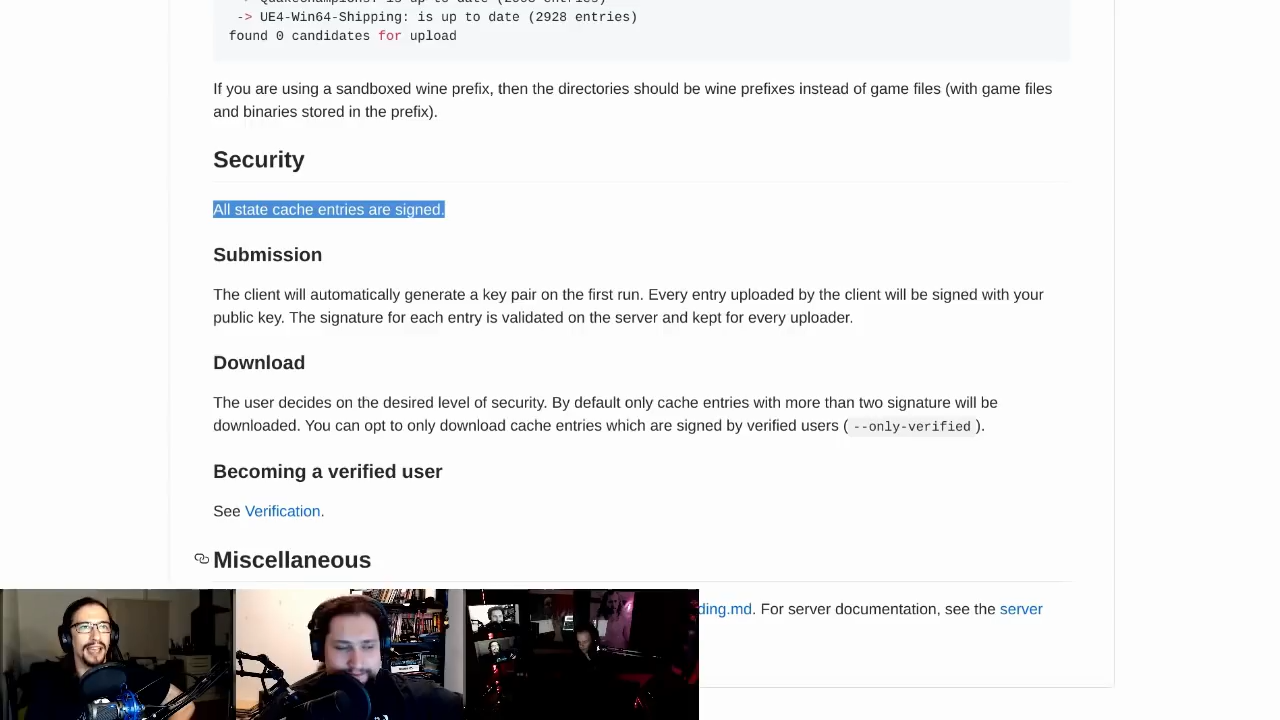 -> UE4-Win64-Shipping: is up to date (2928 entries)
found 0 candidates for upload
If you are using a sandboxed wine prefix, then the directories should be wine prefixes instead of game files (with game files
and binaries stored in the prefix).
Security
All state cache entries are signed.
Submission
The client will automatically generate a key pair on the first run. Every entry uploaded by the client will be signed with your
public key. The signature for each entry is validated on the server and kept for every uploader.
Download
The user decides on the desired level of security. By default only cache entries with more than two signature will be
downloaded. You can opt to only download cache entries which are signed by verified users ( --only-verified ).
Becoming a verified user
See Verification.
Miscellaneous
ding.md. For server documentation, see the server